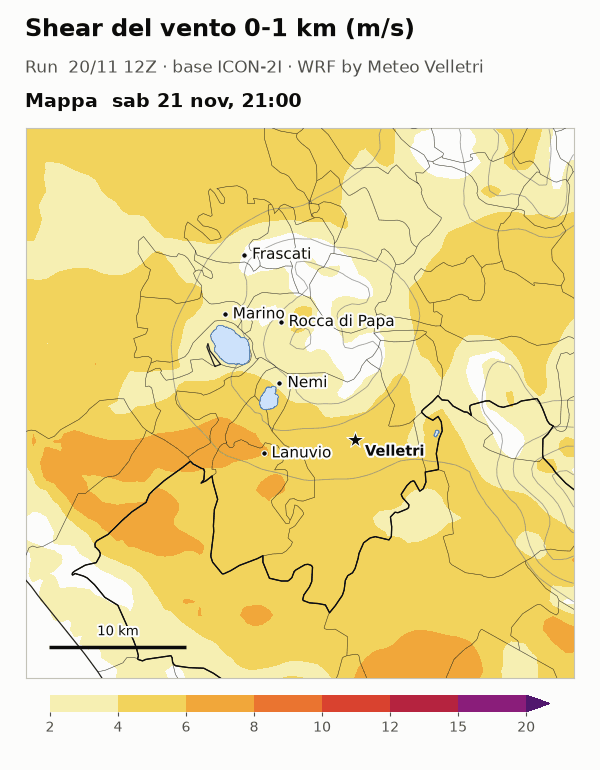 Shear del vento 0-1 km (m/s)
Run  20/11 12Z · base ICON-2I · WRF by Meteo Velletri
Mappa  sab 21 nov, 21:00
Frascati
Marino
Rocca di Papa
Nemi
Velletri
Lanuvio
10 km
2 4 6 8 10 12 15 20